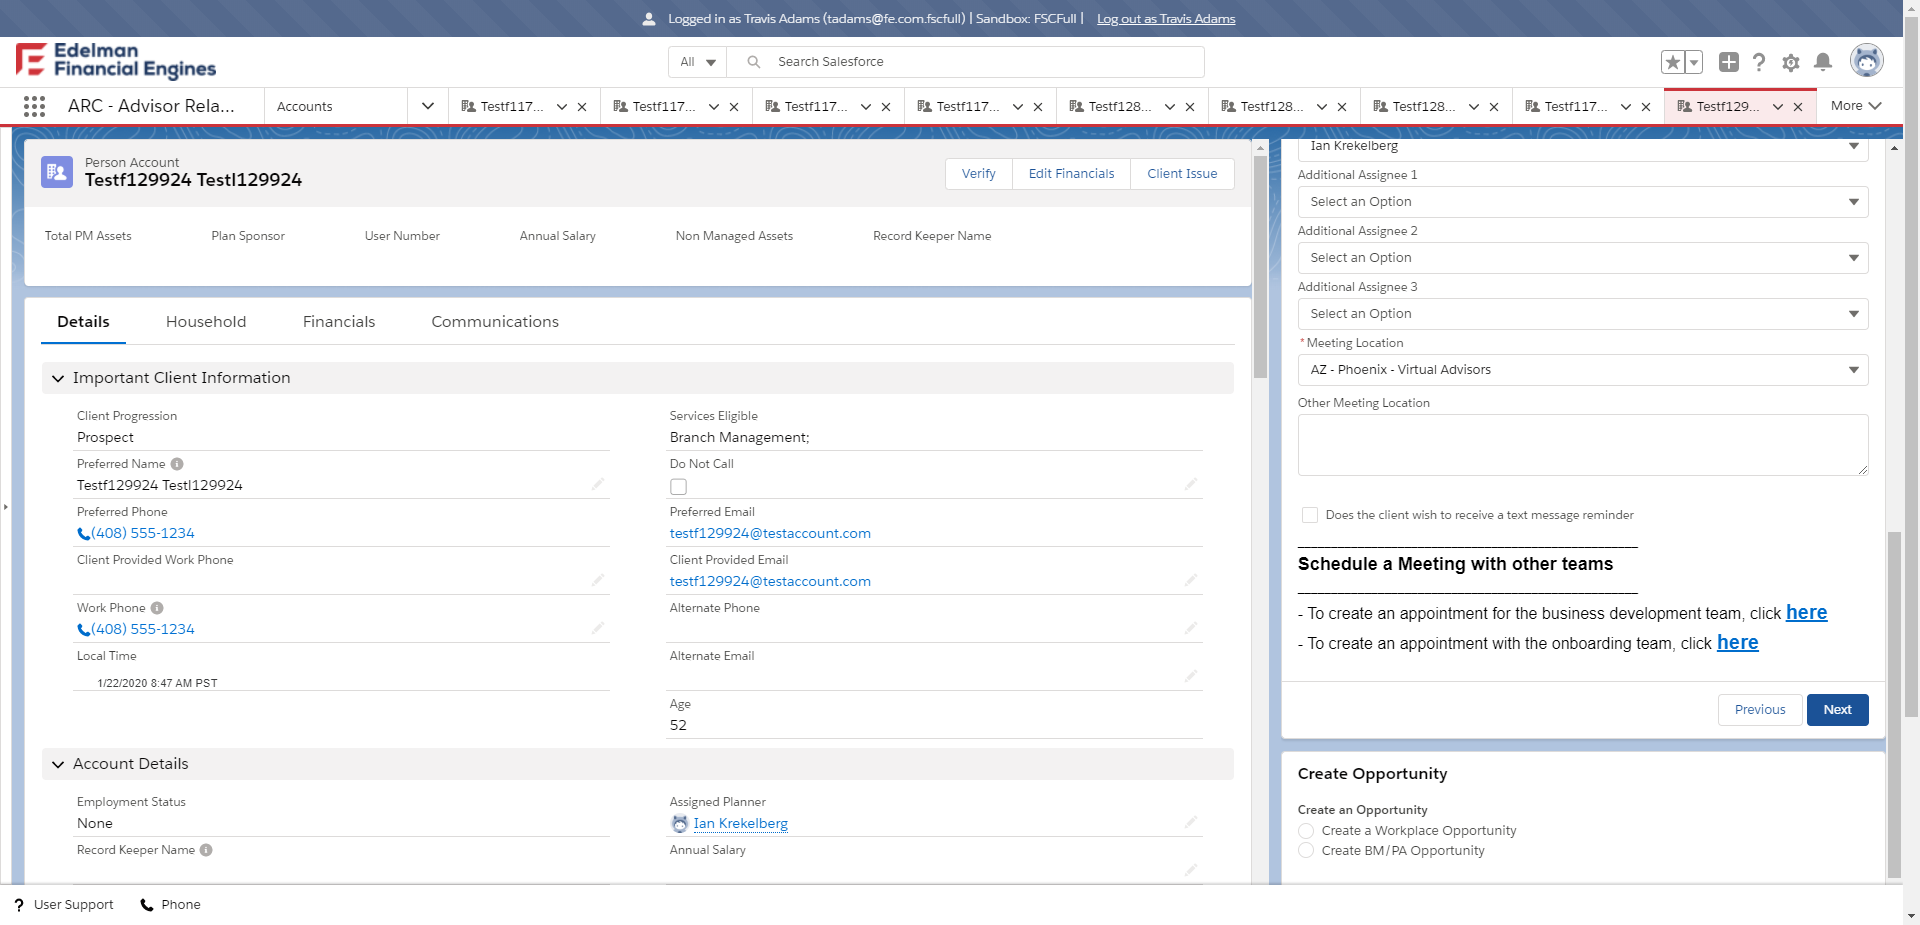 Logged in as Travis Adams (tadams@fe.com.fscfull) | Sandbox: FSCFull | Log out as Travis Adams
Edelman
Financial Engines
All
Search Salesforce
ARC - Advisor Rela...
Accounts
Testf117...
Testf117...
Testf117...
Testf117...
Testf128...
Testf128...
Testf128...
Testf117...
Testf129...
More
Person Account
Testf129924 Testl129924
Verify
Edit Financials
Client Issue
Total PM Assets
Plan Sponsor
User Number
Annual Salary
Non Managed Assets
Record Keeper Name
Details
Household
Financials
Communications
Important Client Information
Client Progression
Prospect
Services Eligible
Branch Management;
Preferred Name
Testf129924 Testl129924
Do Not Call
Preferred Phone
(408) 555-1234
Preferred Email
testf129924@testaccount.com
Client Provided Work Phone
Client Provided Email
testf129924@testaccount.com
Work Phone
(408) 555-1234
Alternate Phone
Local Time
1/22/2020 8:47 AM PST
Alternate Email
Age
52
Account Details
Employment Status
None
Assigned Planner
Ian Krekelberg
Record Keeper Name
Annual Salary
Ian Krekelberg
Additional Assignee 1
Select an Option
Additional Assignee 2
Select an Option
Additional Assignee 3
Select an Option
*Meeting Location
AZ - Phoenix - Virtual Advisors
Other Meeting Location
Does the client wish to receive a text message reminder
Schedule a Meeting with other teams
- To create an appointment for the business development team, click here
- To create an appointment with the onboarding team, click here
Previous
Next
Create Opportunity
Create an Opportunity
Create a Workplace Opportunity
Create BM/PA Opportunity
? User Support
Phone